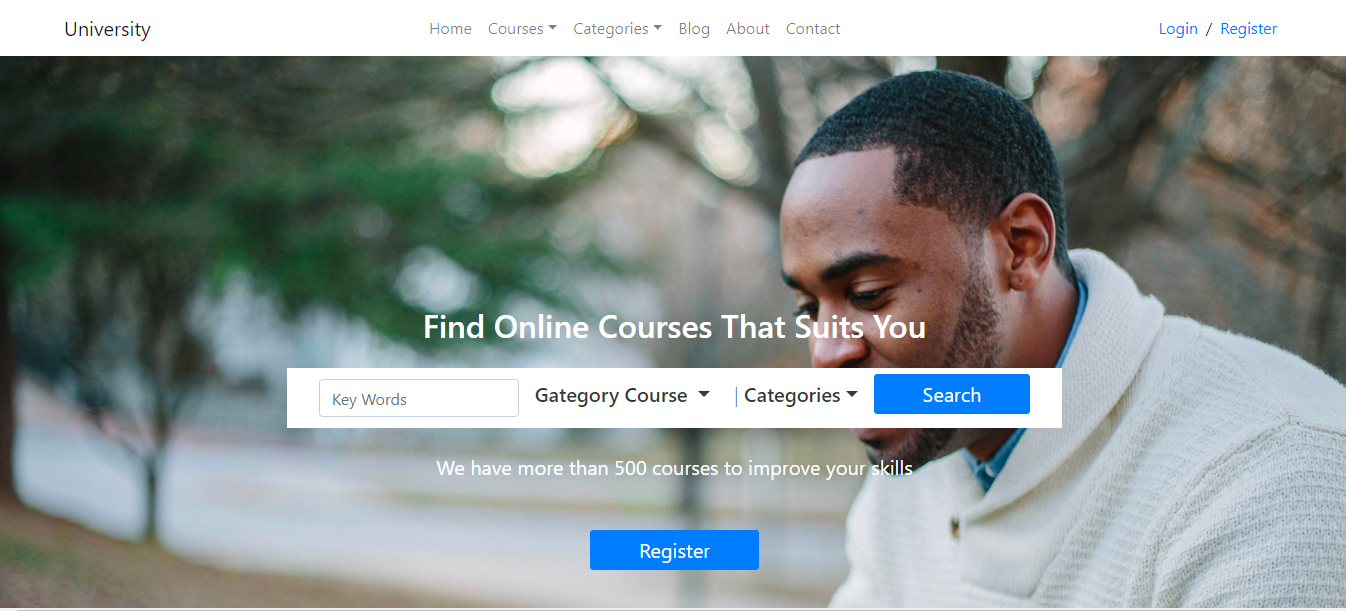 University Home Courses Categories Blog About Contact Login / Register
Find Online Courses That Suits You
Key Words Gategory Course | Categories Search
We have more than 500 courses to improve your skills
Register